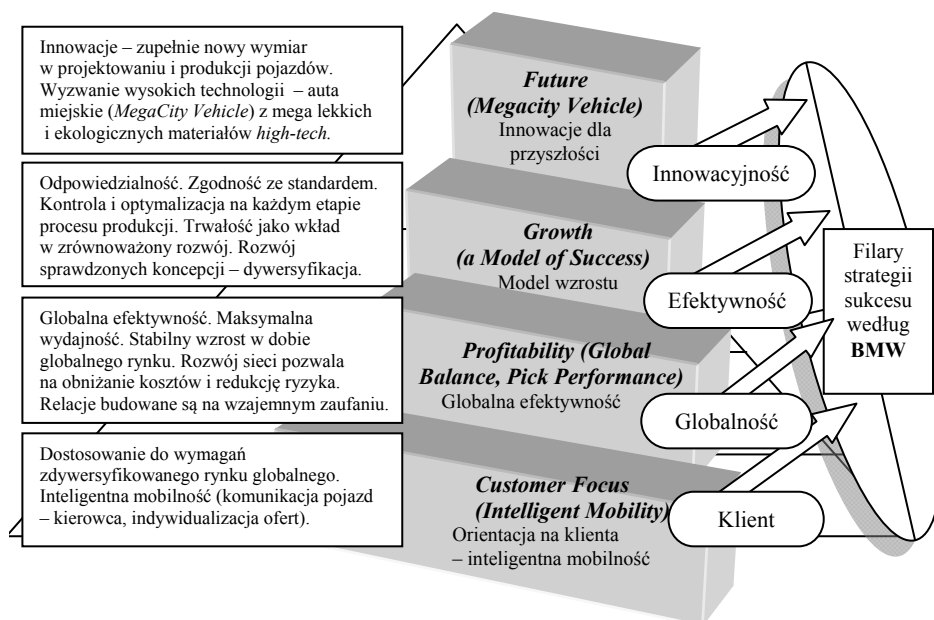 Innowacje – zupełnie nowy wymiar
w projektowaniu i produkcji pojazdów.
Wyzwanie wysokich technologii – auta
miejskie (MegaCity Vehicle) z mega lekkich
i ekologicznych materiałów high-tech.
Future
(Megacity Vehicle)
Innowacje dla
przyszłości
Innowacyjność
Odpowiedzialność. Zgodność ze standardem.
Kontrola i optymalizacja na każdym etapie
procesu produkcji. Trwałość jako wkład
w zrównoważony rozwój. Rozwój
sprawdzonych koncepcji – dywersyfikacja.
Growth
(a Model of Success)
Model wzrostu
Efektywność
Globalna efektywność. Maksymalna
wydajność. Stabilny wzrost w dobie
globalnego rynku. Rozwój sieci pozwala
na obniżanie kosztów i redukcję ryzyka.
Relacje budowane są na wzajemnym zaufaniu.
Profitability (Global
Balance, Pick Performance)
Globalna efektywność
Globalność
Dostosowanie do wymagań
zdywersyfikowanego rynku globalnego.
Inteligentna mobilność (komunikacja pojazd
– kierowca, indywidualizacja ofert).
Customer Focus
(Intelligent Mobility)
Orientacja na klienta
– inteligentna mobilność
Klient
Filary
strategii
sukcesu
według
BMW